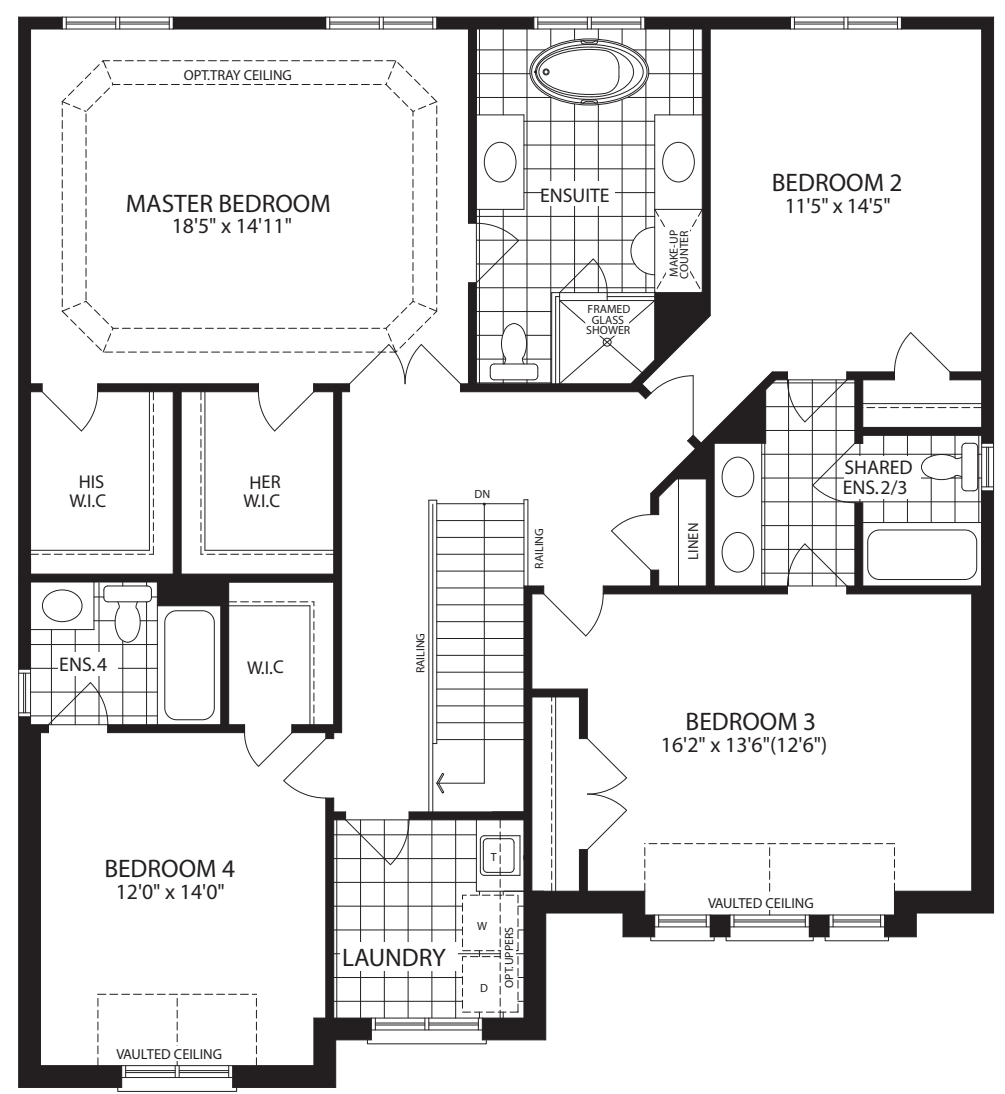 OPT.TRAY CEILING
MASTER BEDROOM
18'5" x 14'11"
ENSUITE
MAKE-UP
COUNTER
FRAMED
GLASS
SHOWER
BEDROOM 2
11'5" x 14'5"
HIS
W.I.C
HER
W.I.C
DN
RAILING
LINEN
SHARED
ENS.2/3
RAILING
ENS.4
W.I.C
BEDROOM 3
16'2" x 13'6"(12'6")
VAULTED CEILING
BEDROOM 4
12'0" x 14'0"
VAULTED CEILING
LAUNDRY
T
W
D
OPT.UPPERS